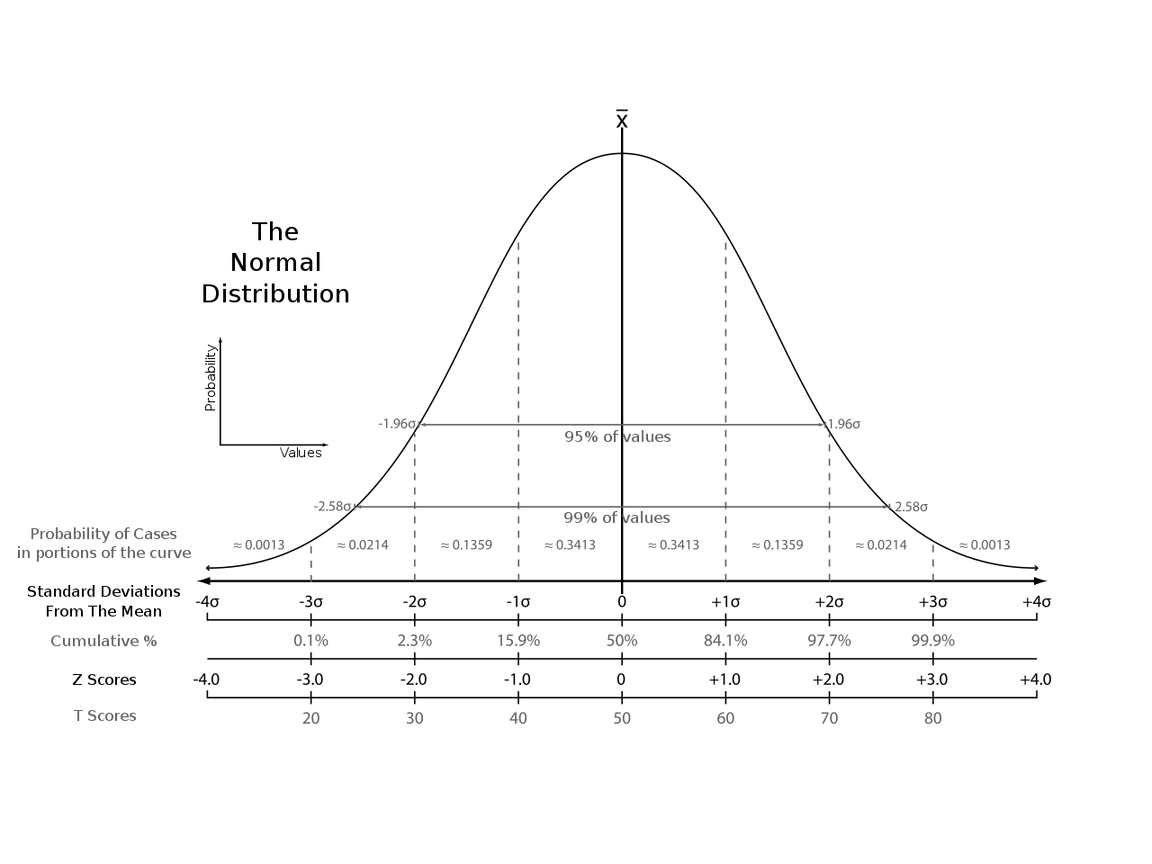 x̅
The
Normal
Distribution
Probability
Values
-1.96σ 1.96σ
95% of values
-2.58σ 2.58σ
99% of values
Probability of Cases
in portions of the curve
≈ 0.0013 ≈ 0.0214 ≈ 0.1359 ≈ 0.3413 ≈ 0.3413 ≈ 0.1359 ≈ 0.0214 ≈ 0.0013
Standard Deviations
From The Mean
-4σ -3σ -2σ -1σ 0 +1σ +2σ +3σ +4σ
Cumulative % 0.1% 2.3% 15.9% 50% 84.1% 97.7% 99.9%
Z Scores -4.0 -3.0 -2.0 -1.0 0 +1.0 +2.0 +3.0 +4.0
T Scores 20 30 40 50 60 70 80